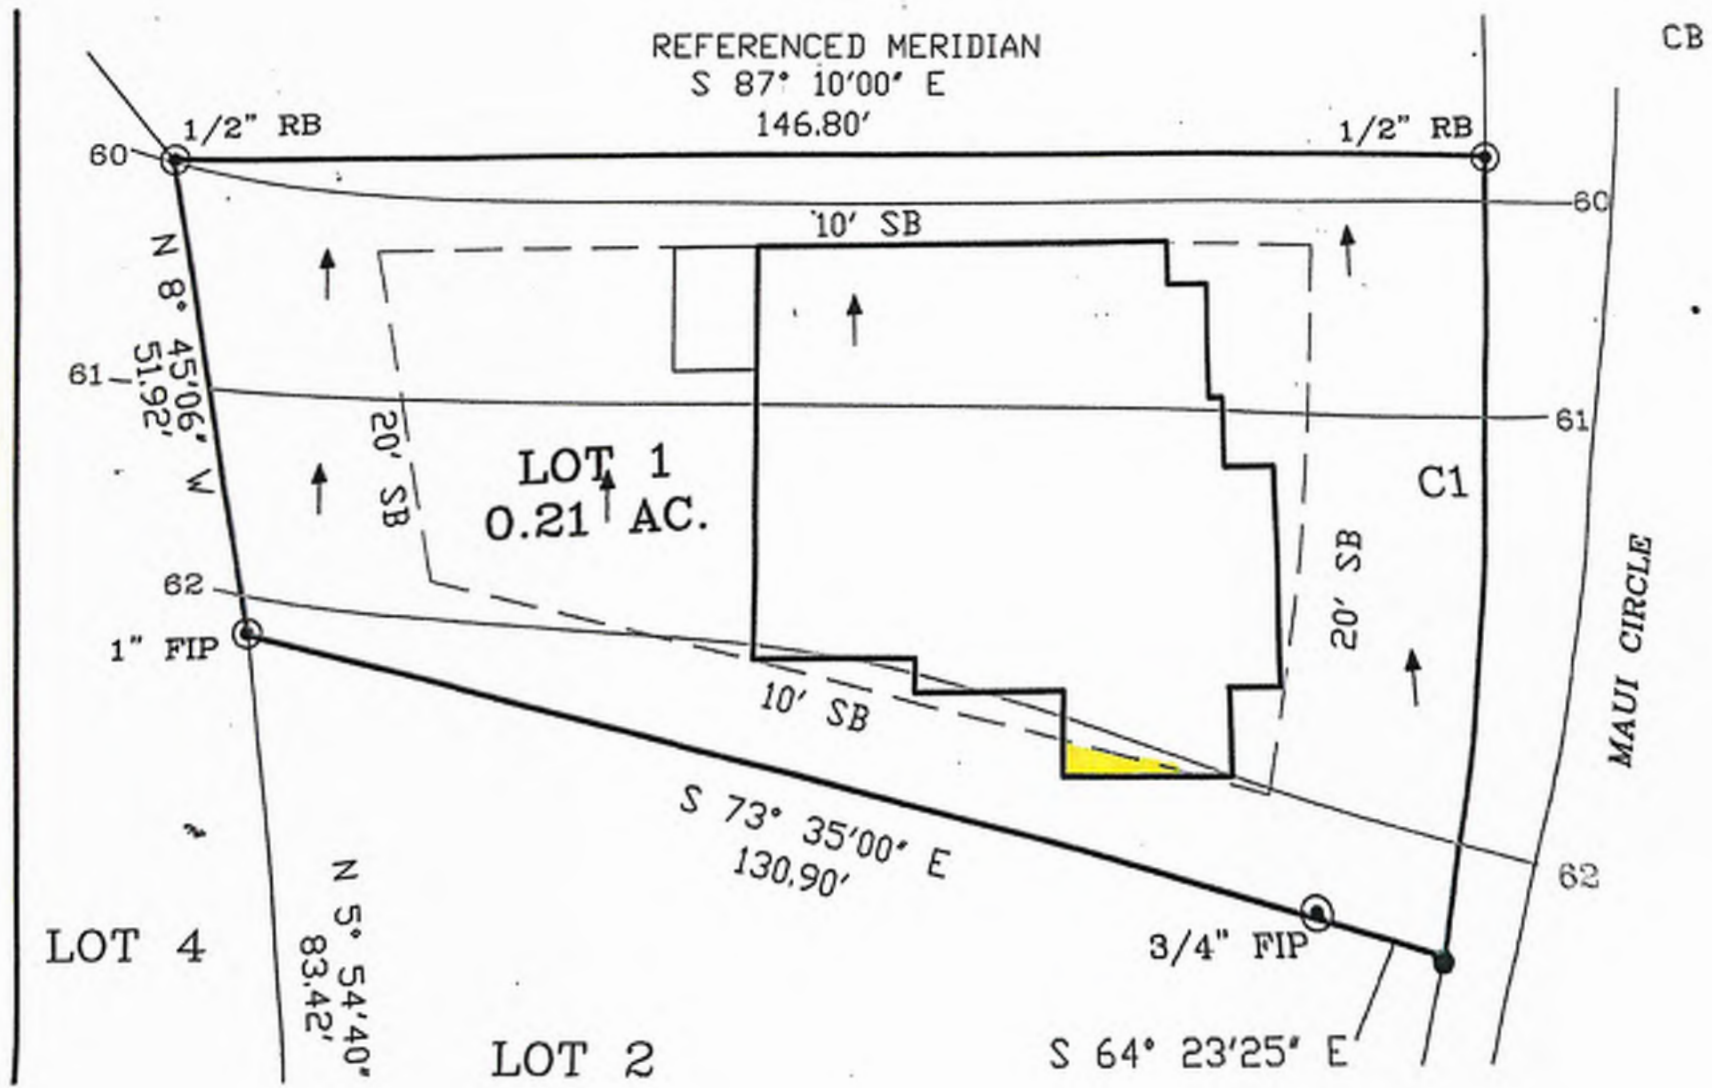 REFERENCED MERIDIAN
S 87° 10'00" E
146.80'
CB
1/2" RB
1/2" RB
60
60
10' SB
N 8° 45'06" W
51.92'
61
61
20' SB
LOT 1
0.21 AC.
C1
20' SB
MAUI CIRCLE
62
1" FIP
10' SB
S 73° 35'00" E
130.90'
62
N 5° 54'40"
83.42'
LOT 4
3/4" FIP
LOT 2
S 64° 23'25" E